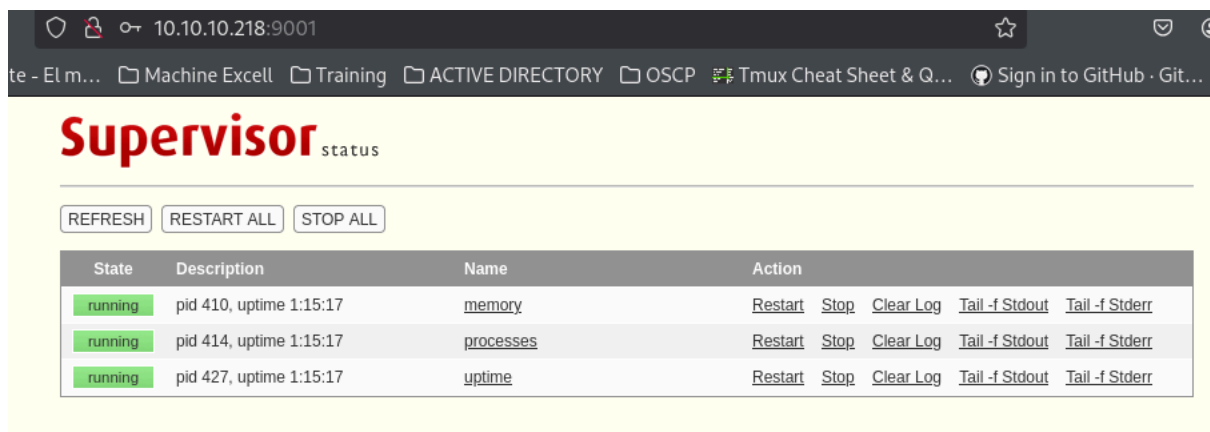 10.10.10.218:9001
te - El m... Machine Excell Training ACTIVE DIRECTORY OSCP Tmux Cheat Sheet & Q... Sign in to GitHub · Git...
Supervisor status
REFRESH RESTART ALL STOP ALL
State Description Name Action
running pid 410, uptime 1:15:17 memory Restart Stop Clear Log Tail -f Stdout Tail -f Stderr
running pid 414, uptime 1:15:17 processes Restart Stop Clear Log Tail -f Stdout Tail -f Stderr
running pid 427, uptime 1:15:17 uptime Restart Stop Clear Log Tail -f Stdout Tail -f Stderr